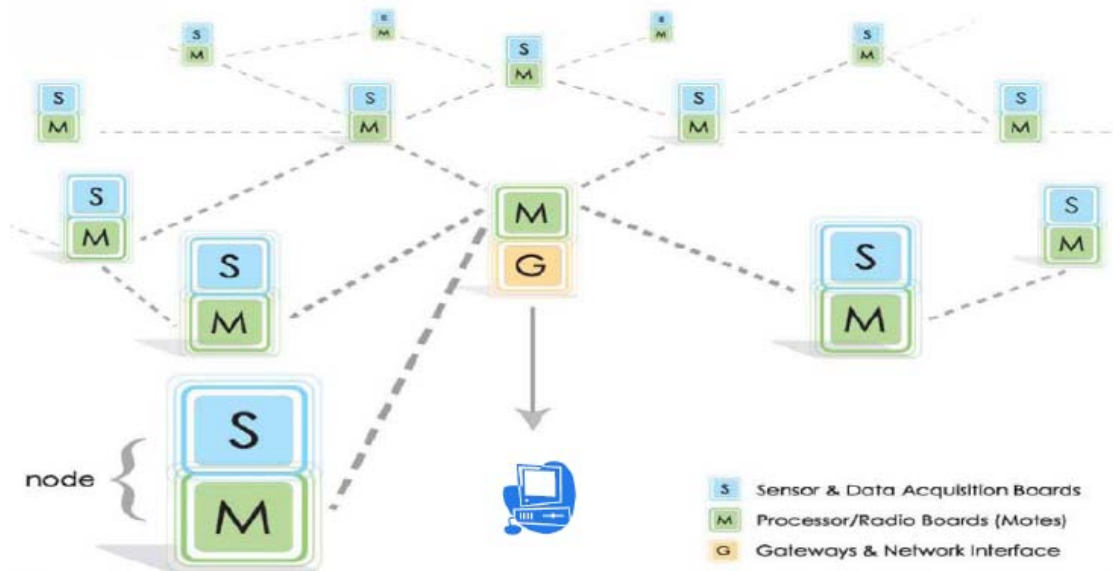 S
M
S
M
S
M
S
M
S
M
S
M
S
M
S
M
S
M
S
M
M
G
S
M
S
M
S
M
S
M
node
S Sensor & Data Acquisition Boards
M Processor/Radio Boards (Motes)
G Gateways & Network Interface